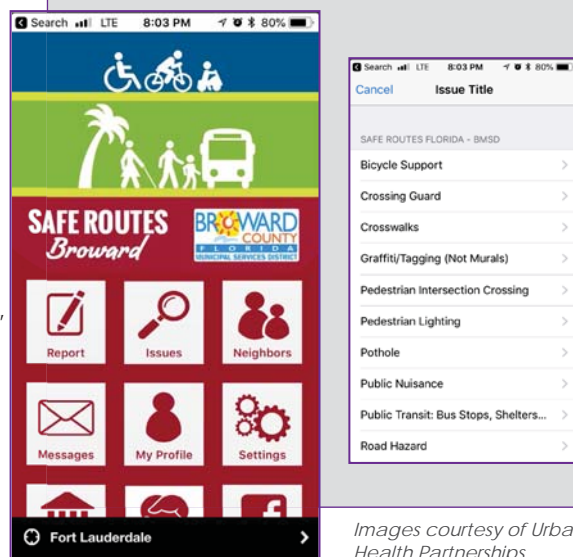 Search LTE 8:03 PM 80%
SAFE ROUTES
Broward
BROWARD
COUNTY
FLORIDA
MUNICIPAL SERVICES DISTRICT
Report Issues Neighbors
Messages My Profile Settings
Fort Lauderdale
Search LTE 8:03 PM 80%
Cancel Issue Title
SAFE ROUTES FLORIDA - BMSD
Bicycle Support
Crossing Guard
Crosswalks
Graffiti/Tagging (Not Murals)
Pedestrian Intersection Crossing
Pedestrian Lighting
Pothole
Public Nuisance
Public Transit: Bus Stops, Shelters...
Road Hazard
Images courtesy of Urba
Health Partnerships